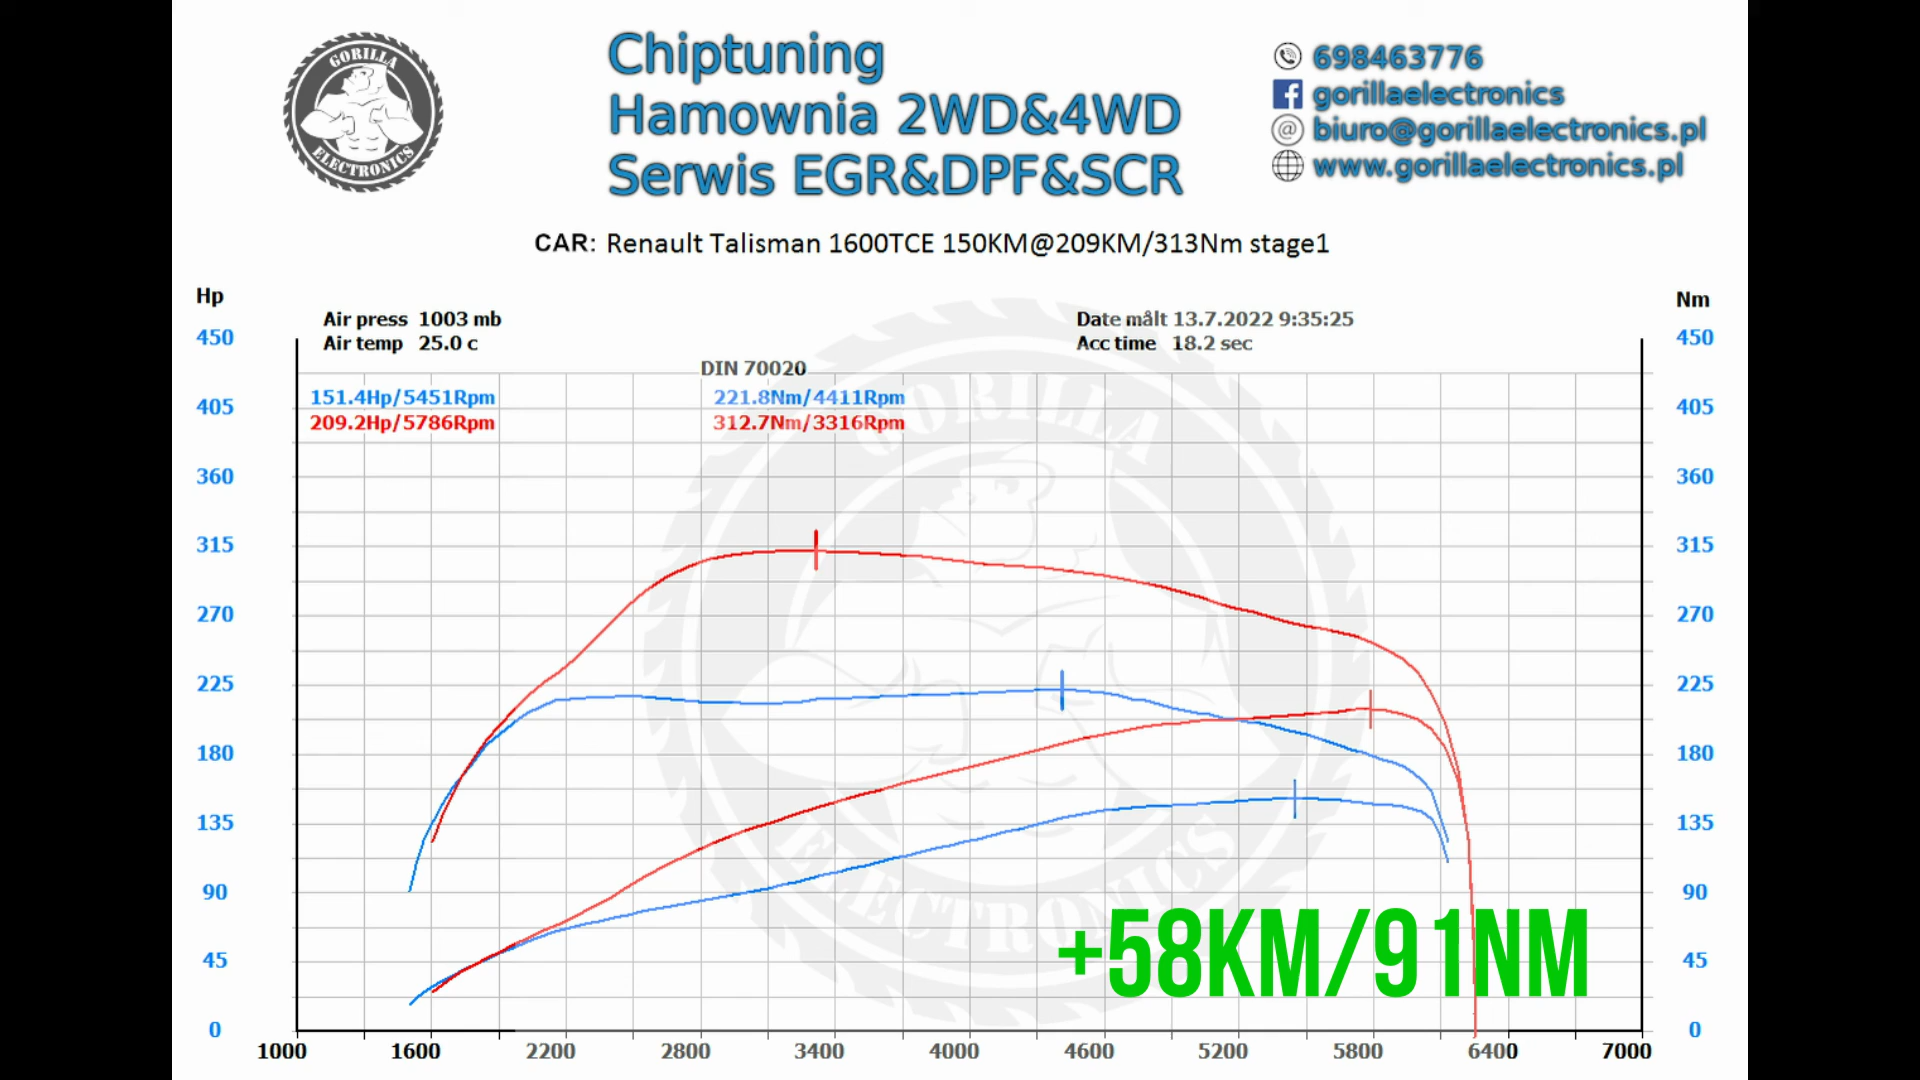 GORILLA
ELECTRONICS
Chiptuning
Hamownia 2WD&4WD
Serwis EGR&DPF&SCR
698463776
gorillaelectronics
biuro@gorillaelectronics.pl
www.gorillaelectronics.pl
CAR: Renault Talisman 1600TCE 150KM@209KM/313Nm stage1
Hp
Nm
Air press 1003 mb
Air temp 25.0 c
Date målt 13.7.2022 9:35:25
Acc time 18.2 sec
DIN 70020
151.4Hp/5451Rpm
221.8Nm/4411Rpm
209.2Hp/5786Rpm
312.7Nm/3316Rpm
GORILLA
ELECTRONICS
450 450
405 405
360 360
315 315
270 270
225 225
180 180
135 135
90 90
45 45
0 0
+58KM/91NM
1000 1600 2200 2800 3400 4000 4600 5200 5800 6400 7000